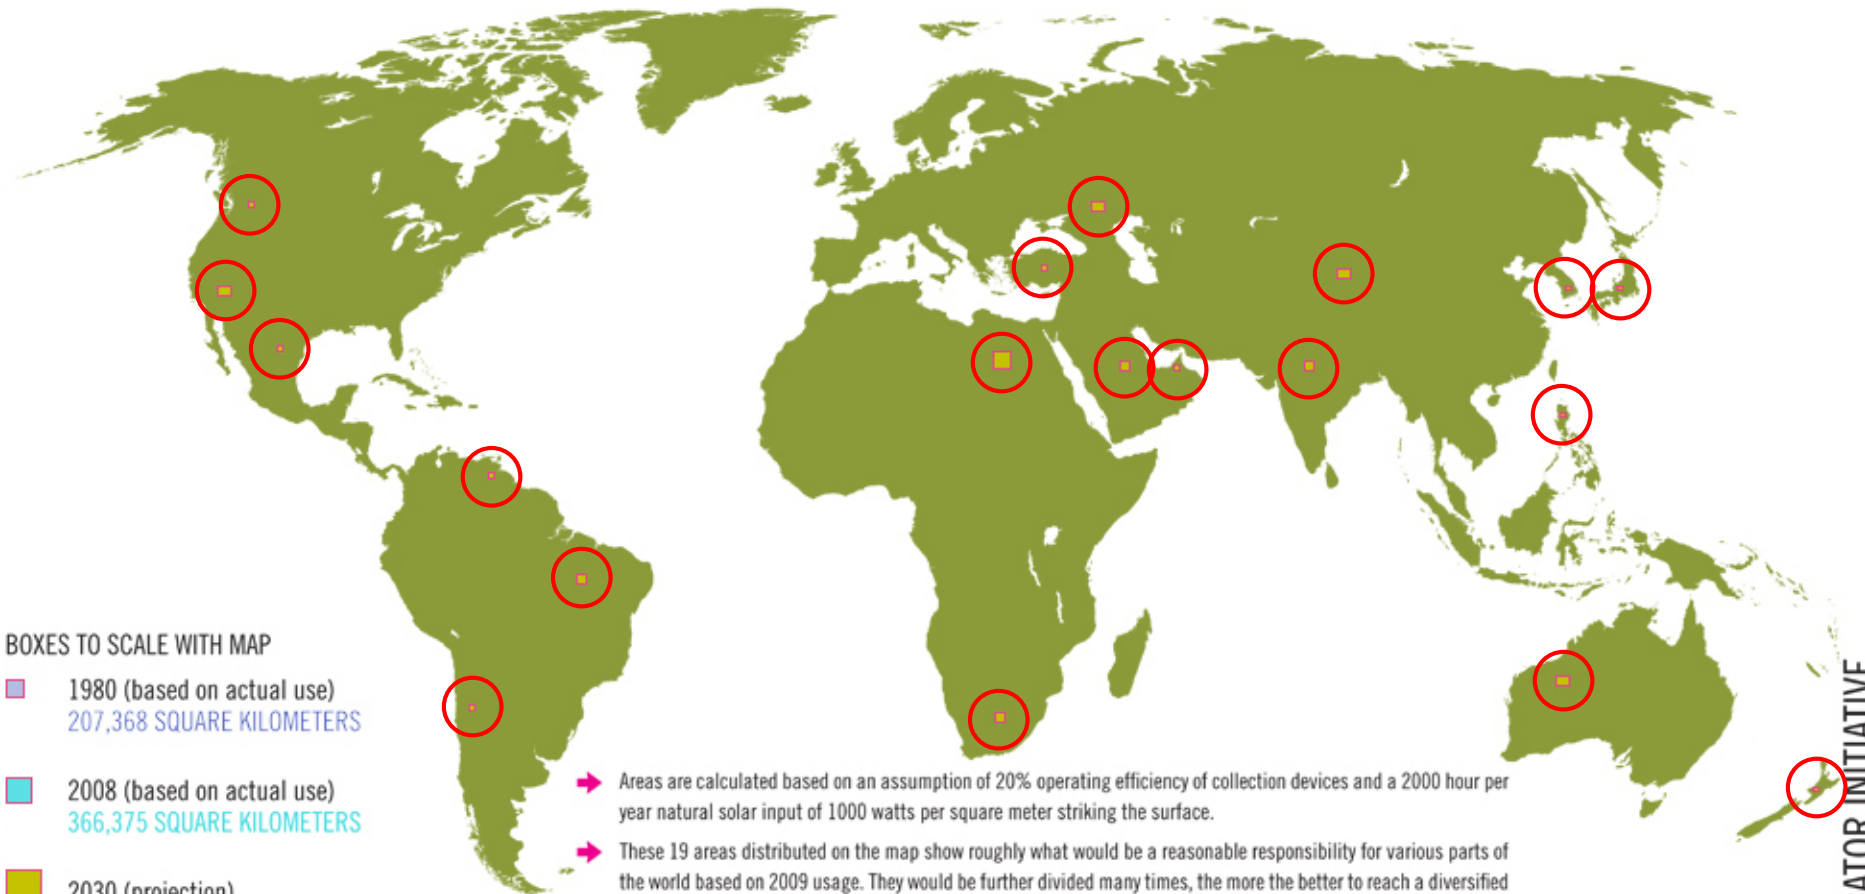 BOXES TO SCALE WITH MAP
1980 (based on actual use)
207,368 SQUARE KILOMETERS
2008 (based on actual use)
366,375 SQUARE KILOMETERS
2030 (projection)
Areas are calculated based on an assumption of 20% operating efficiency of collection devices and a 2000 hour per
year natural solar input of 1000 watts per square meter striking the surface.
These 19 areas distributed on the map show roughly what would be a reasonable responsibility for various parts of
the world based on 2009 usage. They would be further divided many times, the more the better to reach a diversified
ATOR INITIATIVE